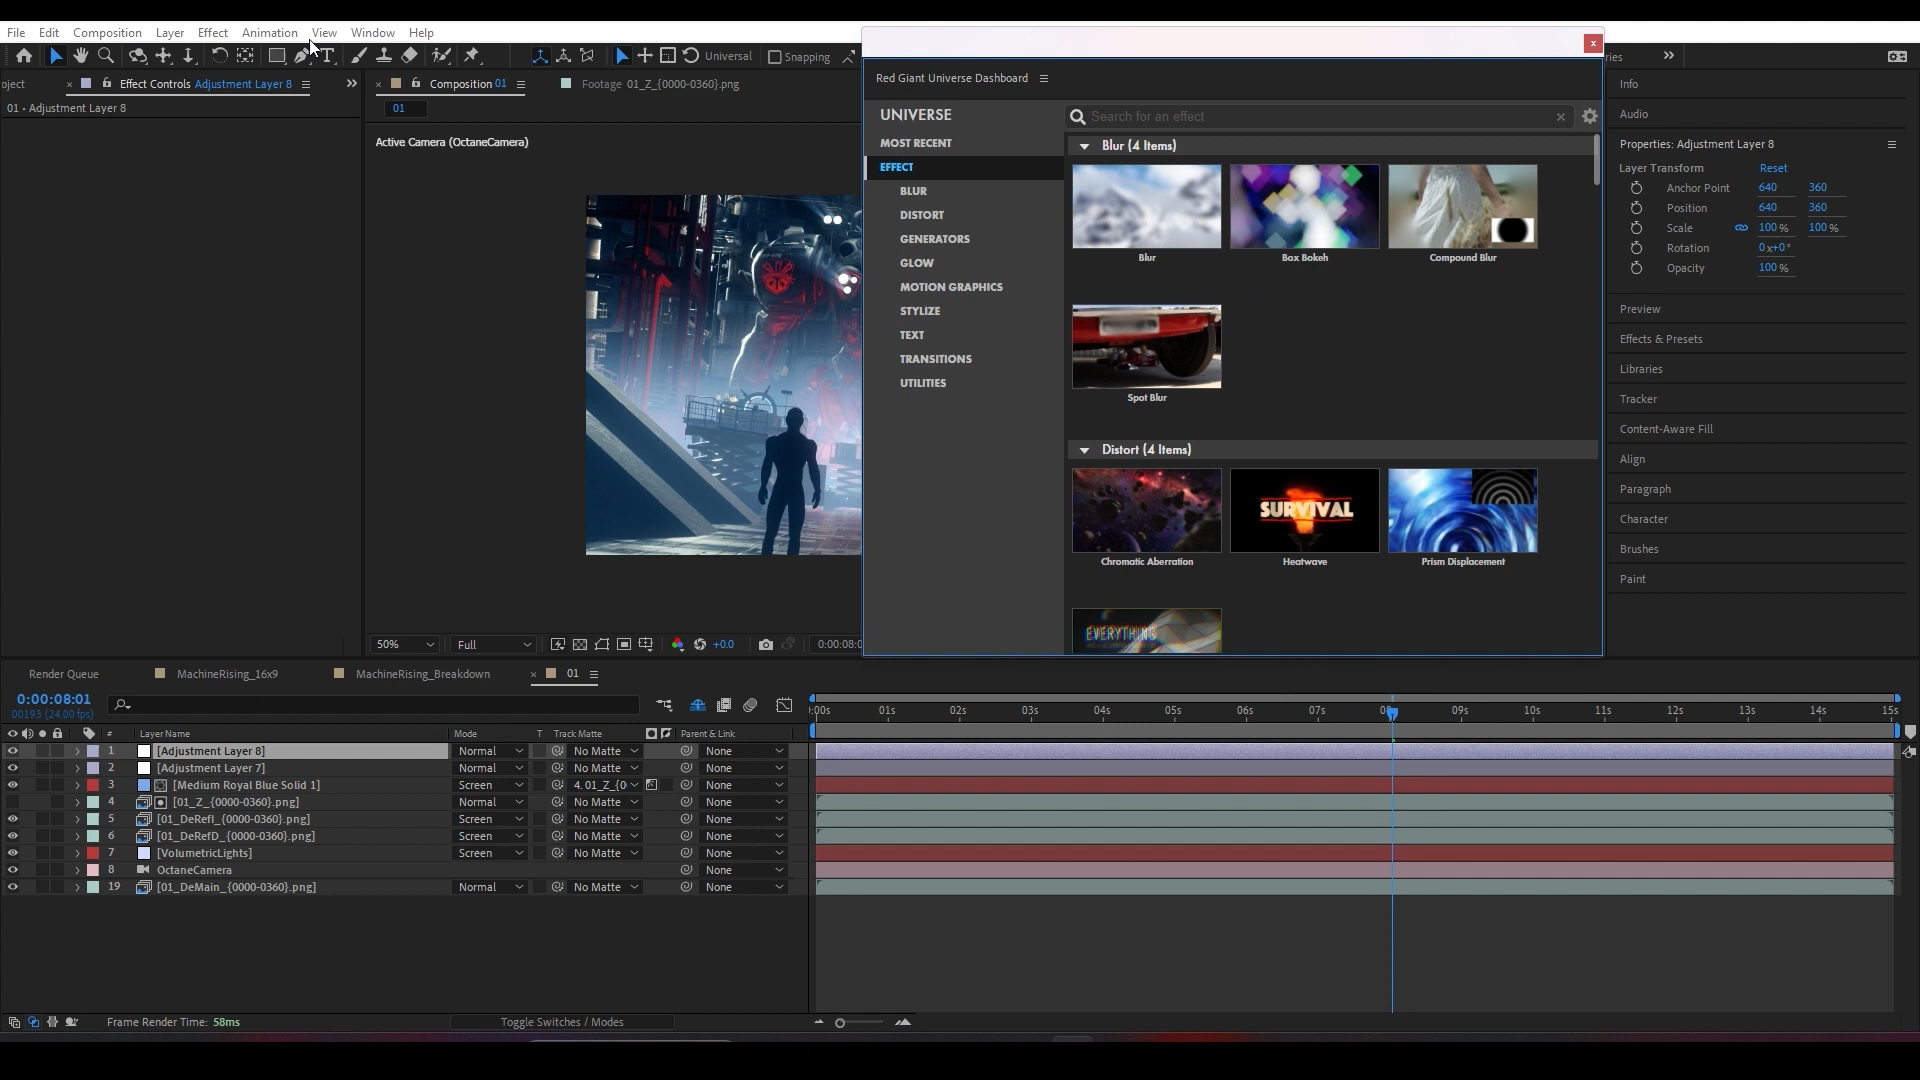 File Edit Composition Layer Effect Animation View Window Help
Universal Snapping
ries
oject Effect Controls Adjustment Layer 8
01 • Adjustment Layer 8
Composition 01 Footage 01_Z_{0000-0360}.png
01
Active Camera (OctaneCamera)
50% Full +0.0 0:00:08:0
Red Giant Universe Dashboard
UNIVERSE
MOST RECENT
EFFECT
BLUR
DISTORT
GENERATORS
GLOW
MOTION GRAPHICS
STYLIZE
TEXT
TRANSITIONS
UTILITIES
Search for an effect
Blur (4 Items)
Blur Box Bokeh Compound Blur
Spot Blur
Distort (4 Items)
SURVIVAL
Chromatic Aberration Heatwave Prism Displacement
EVERYTHING
Info
Audio
Properties: Adjustment Layer 8
Layer Transform Reset
Anchor Point 640 360
Position 640 360
Scale 100 % 100 %
Rotation 0x+0°
Opacity 100 %
Preview
Effects & Presets
Libraries
Tracker
Content-Aware Fill
Align
Paragraph
Character
Brushes
Paint
Render Queue MachineRising_16x9 MachineRising_Breakdown 01
0:00:08:01
00193 (24.00 fps)
:00s 01s 02s 03s 04s 05s 06s 07s 09s 10s 11s 12s 13s 14s 15s
# Layer Name Mode T Track Matte Parent & Link
1 [Adjustment Layer 8] Normal No Matte None
2 [Adjustment Layer 7] Normal No Matte None
3 [Medium Royal Blue Solid 1] Screen 4. 01_Z_{0 None
4 [01_Z_{0000-0360}.png] Normal No Matte None
5 [01_DeRefl_{0000-0360}.png] Screen No Matte None
6 [01_DeRefD_{0000-0360}.png] Screen No Matte None
7 [VolumetricLights] Screen No Matte None
8 OctaneCamera None
19 [01_DeMain_{0000-0360}.png] Normal No Matte None
Frame Render Time: 58ms Toggle Switches / Modes